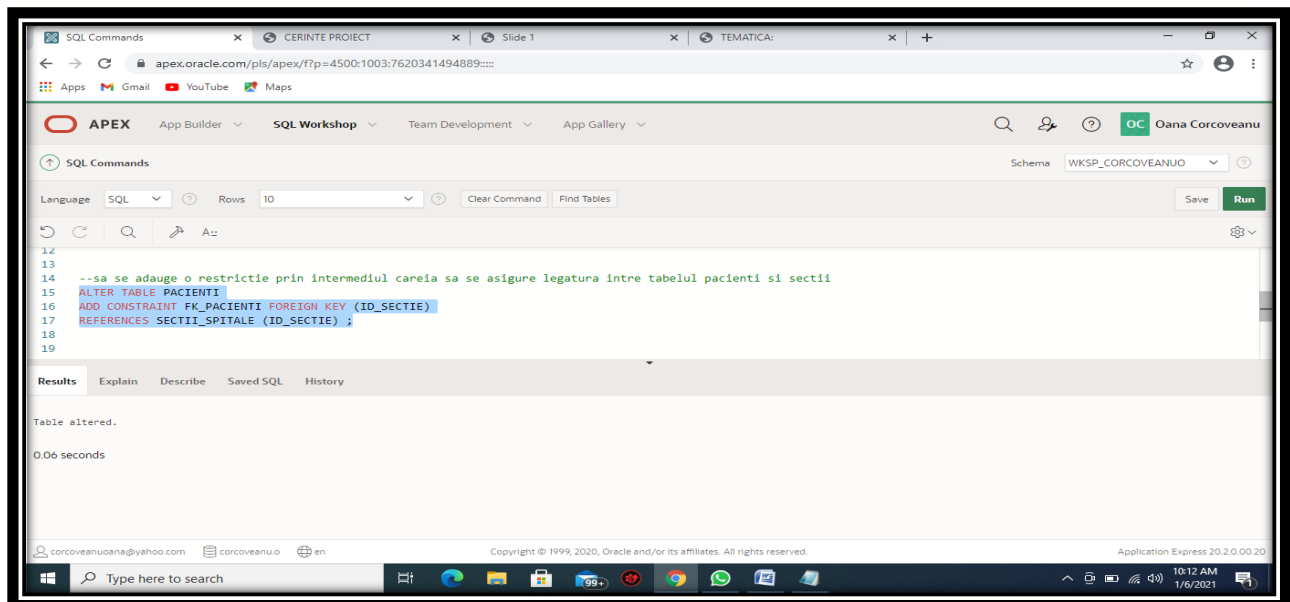 SQL Commands CERINTE PROIECT Slide 1 TEMATICA:
apex.oracle.com/pls/apex/f?p=4500:1003:7620341494889:::::
Apps Gmail YouTube Maps
APEX App Builder SQL Workshop Team Development App Gallery OC Oana Corcoveanu
SQL Commands Schema WKSP_CORCOVEANUO
Language SQL Rows 10 Clear Command Find Tables Save Run
12
13
14 --sa se adauge o restrictie prin intermediul careia sa se asigure legatura intre tabelul pacienti si sectii
15 ALTER TABLE PACIENTI
16 ADD CONSTRAINT FK_PACIENTI FOREIGN KEY (ID_SECTIE)
17 REFERENCES SECTII_SPITALE (ID_SECTIE) ;
18
19
Results Explain Describe Saved SQL History
Table altered.
0.06 seconds
corcoveanuoana@yahoo.com corcoveanu.o en Copyright © 1999, 2020, Oracle and/or its affiliates. All rights reserved. Application Express 20.2.0.00.20
Type here to search 99+ 10:12 AM
1/6/2021